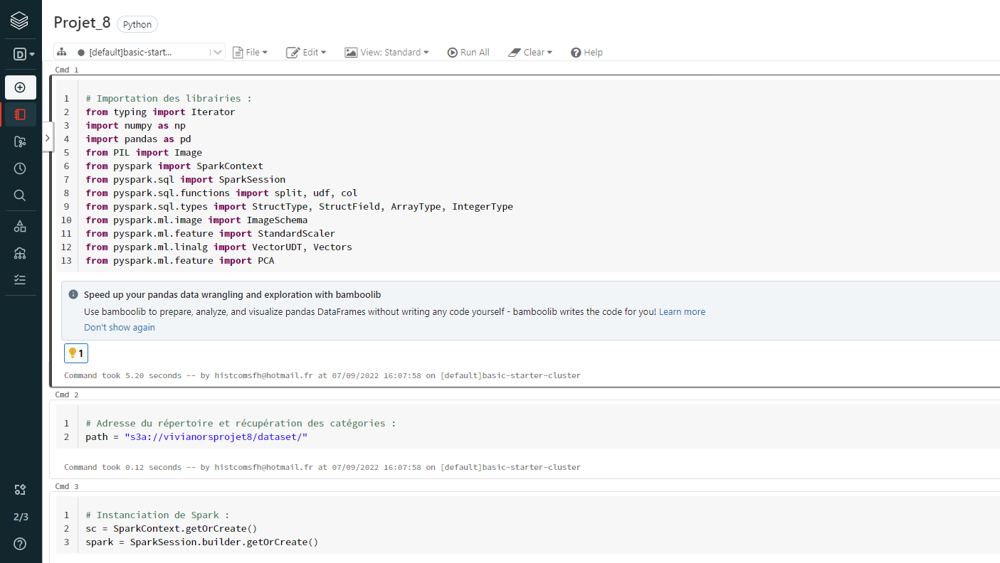 Projet_8 Python
D
[default]basic-start... File Edit View: Standard Run All Clear Help
Cmd 1
1 # Importation des librairies :
2 from typing import Iterator
3 import numpy as np
4 import pandas as pd
5 from PIL import Image
6 from pyspark import SparkContext
7 from pyspark.sql import SparkSession
8 from pyspark.sql.functions import split, udf, col
9 from pyspark.sql.types import StructType, StructField, ArrayType, IntegerType
10 from pyspark.ml.image import ImageSchema
11 from pyspark.ml.feature import StandardScaler
12 from pyspark.ml.linalg import VectorUDT, Vectors
13 from pyspark.ml.feature import PCA
Speed up your pandas data wrangling and exploration with bamboolib
Use bamboolib to prepare, analyze, and visualize pandas DataFrames without writing any code yourself - bamboolib writes the code for you! Learn more
Don't show again
1
Command took 5.20 seconds -- by histcomsfh@hotmail.fr at 07/09/2022 16:07:58 on [default]basic-starter-cluster
Cmd 2
1 # Adresse du répertoire et récupération des catégories :
2 path = "s3a://vivianorsprojet8/dataset/"
Command took 0.12 seconds -- by histcomsfh@hotmail.fr at 07/09/2022 16:07:58 on [default]basic-starter-cluster
Cmd 3
1 # Instanciation de Spark :
2 sc = SparkContext.getOrCreate()
3 spark = SparkSession.builder.getOrCreate()
2/3